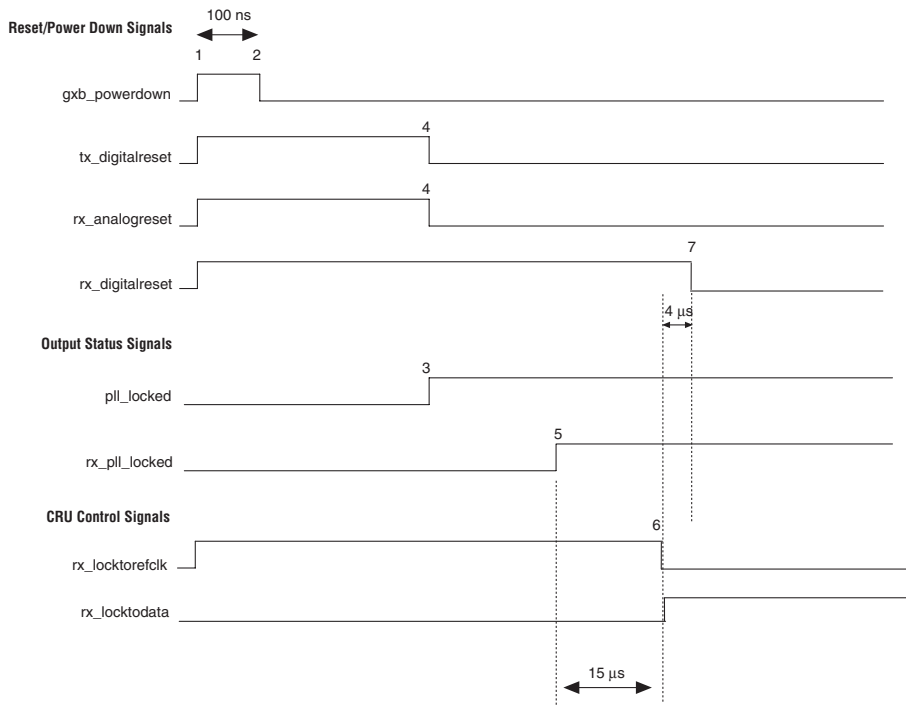 Reset/Power Down Signals
100 ns
1 2
gxb_powerdown
4
tx_digitalreset
4
rx_analogreset
7
rx_digitalreset
4 μs
Output Status Signals
3
pll_locked
5
rx_pll_locked
CRU Control Signals
6
rx_locktorefclk
rx_locktodata
15 μs